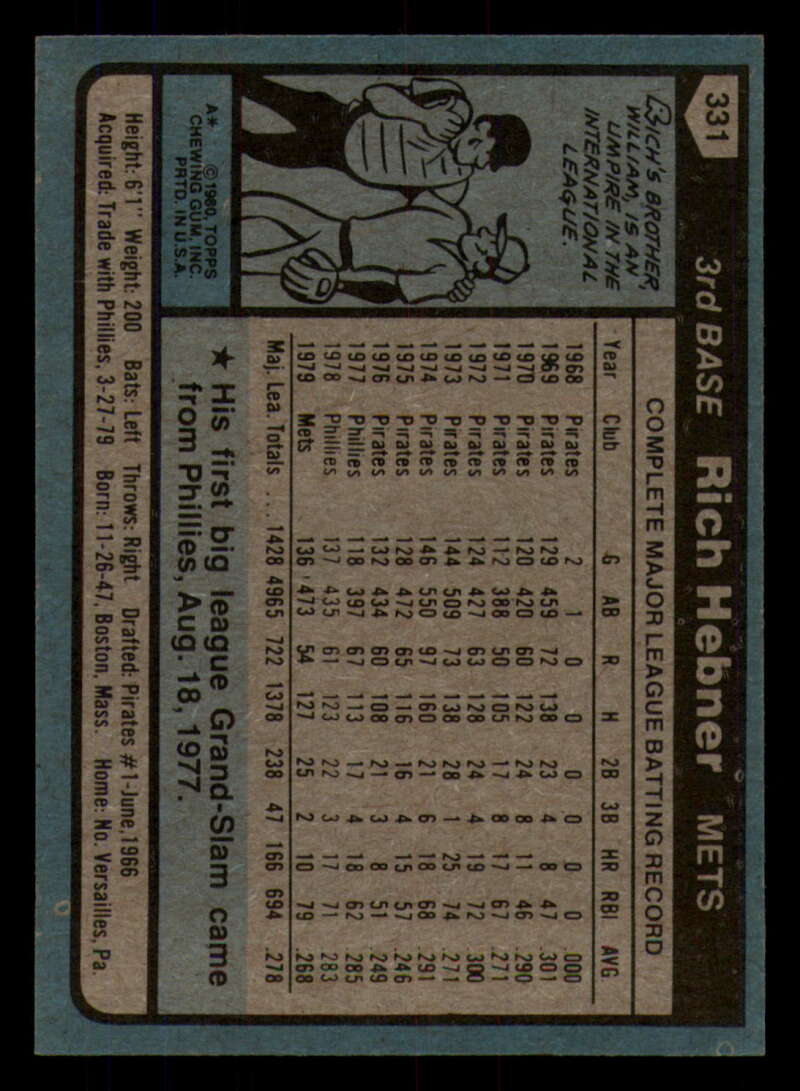 331 3rd BASE Rich Hebner METS
RICH'S BROTHER,
WILLIAM, IS AN
UMPIRE IN THE
INTERNATIONAL
LEAGUE.
A* ©1980, TOPPS
CHEWING GUM, INC.
PRTD. IN U.S.A.
COMPLETE MAJOR LEAGUE BATTING RECORD
Year Club G AB R H 2B 3B HR RBI AVG.
1968 Pirates 2 1 0 0 0 0 0 0 .000
1969 Pirates 129 459 72 138 23 4 8 47 .301
1970 Pirates 120 420 60 122 24 8 11 46 .290
1971 Pirates 112 388 50 105 17 8 17 67 .271
1972 Pirates 124 427 63 128 24 4 19 72 .300
1973 Pirates 144 509 73 138 28 1 25 74 .271
1974 Pirates 146 550 97 160 21 6 18 68 .291
1975 Pirates 128 472 65 116 16 4 15 57 .246
1976 Pirates 132 434 60 108 21 3 8 51 .249
1977 Phillies 118 397 67 113 17 4 18 62 .285
1978 Phillies 137 435 61 123 22 3 17 71 .283
1979 Mets 136 473 54 127 25 2 10 79 .268
Maj. Lea. Totals .... 1428 4965 722 1378 238 47 166 694 .278
★ His first big league Grand-Slam came
from Phillies, Aug. 18, 1977.
Height: 6'1" Weight: 200 Bats: Left Throws: Right Drafted: Pirates #1-June, 1966
Acquired: Trade with Phillies, 3-27-79 Born: 11-26-47, Boston, Mass. Home: No. Versailles, Pa.